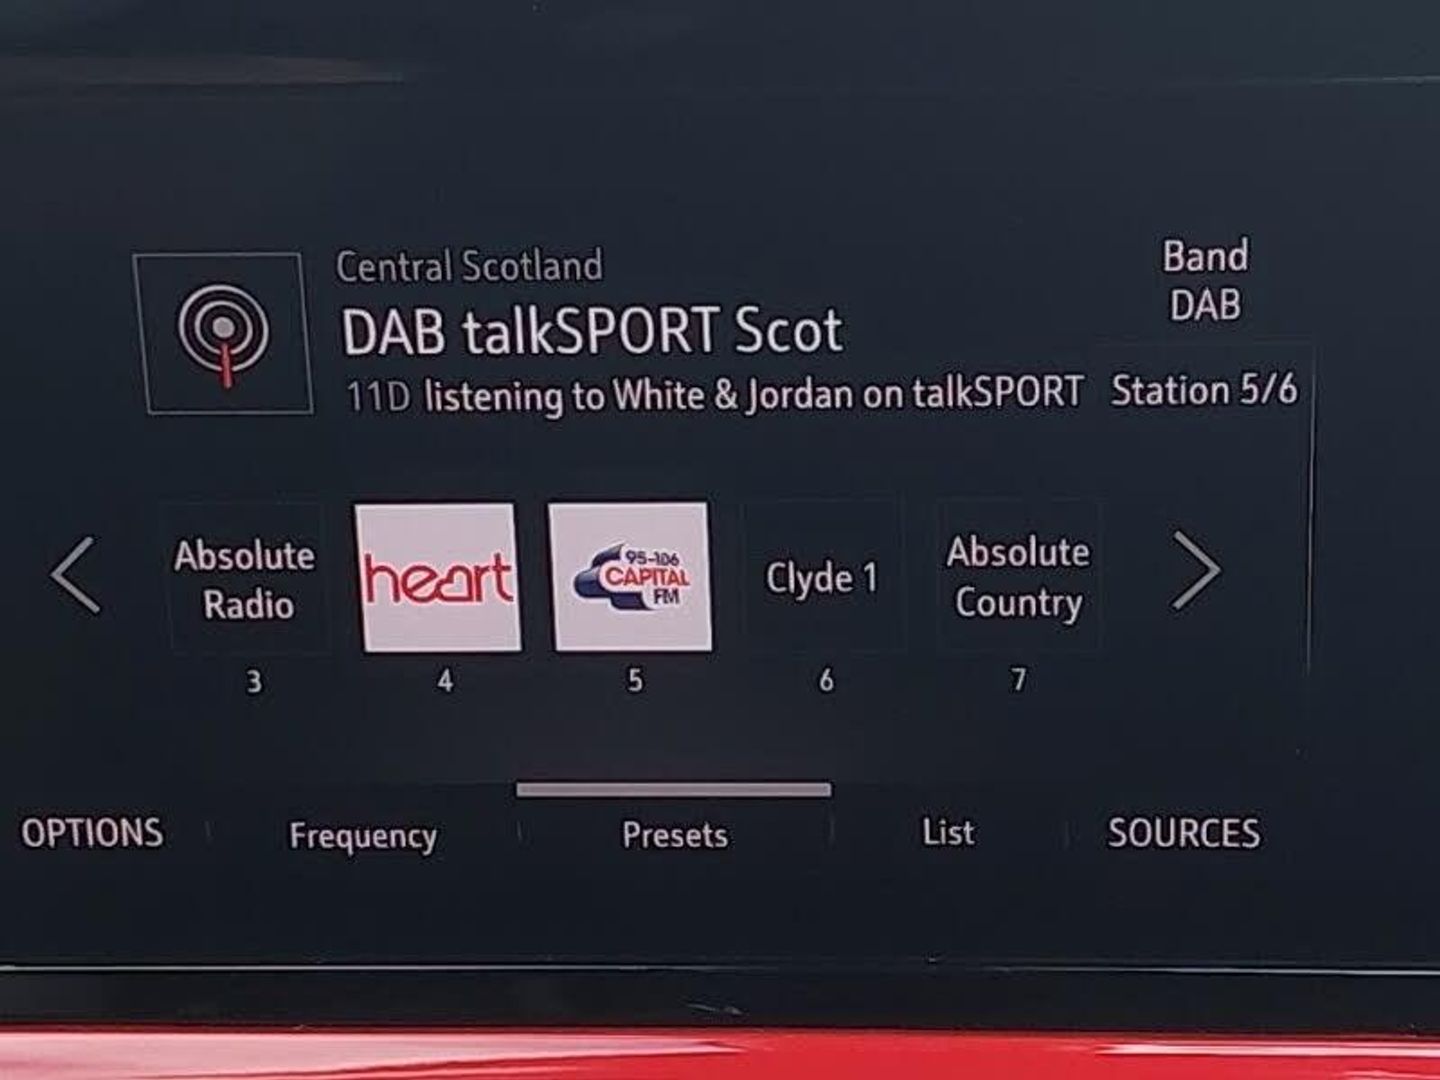 Central Scotland
DAB talkSPORT Scot
11D listening to White & Jordan on talkSPORT
Band
DAB
Station 5/6
Absolute
Radio
3
heart
4
95-106
CAPITAL
FM
5
Clyde 1
6
Absolute
Country
7
OPTIONS
Frequency
Presets
List
SOURCES